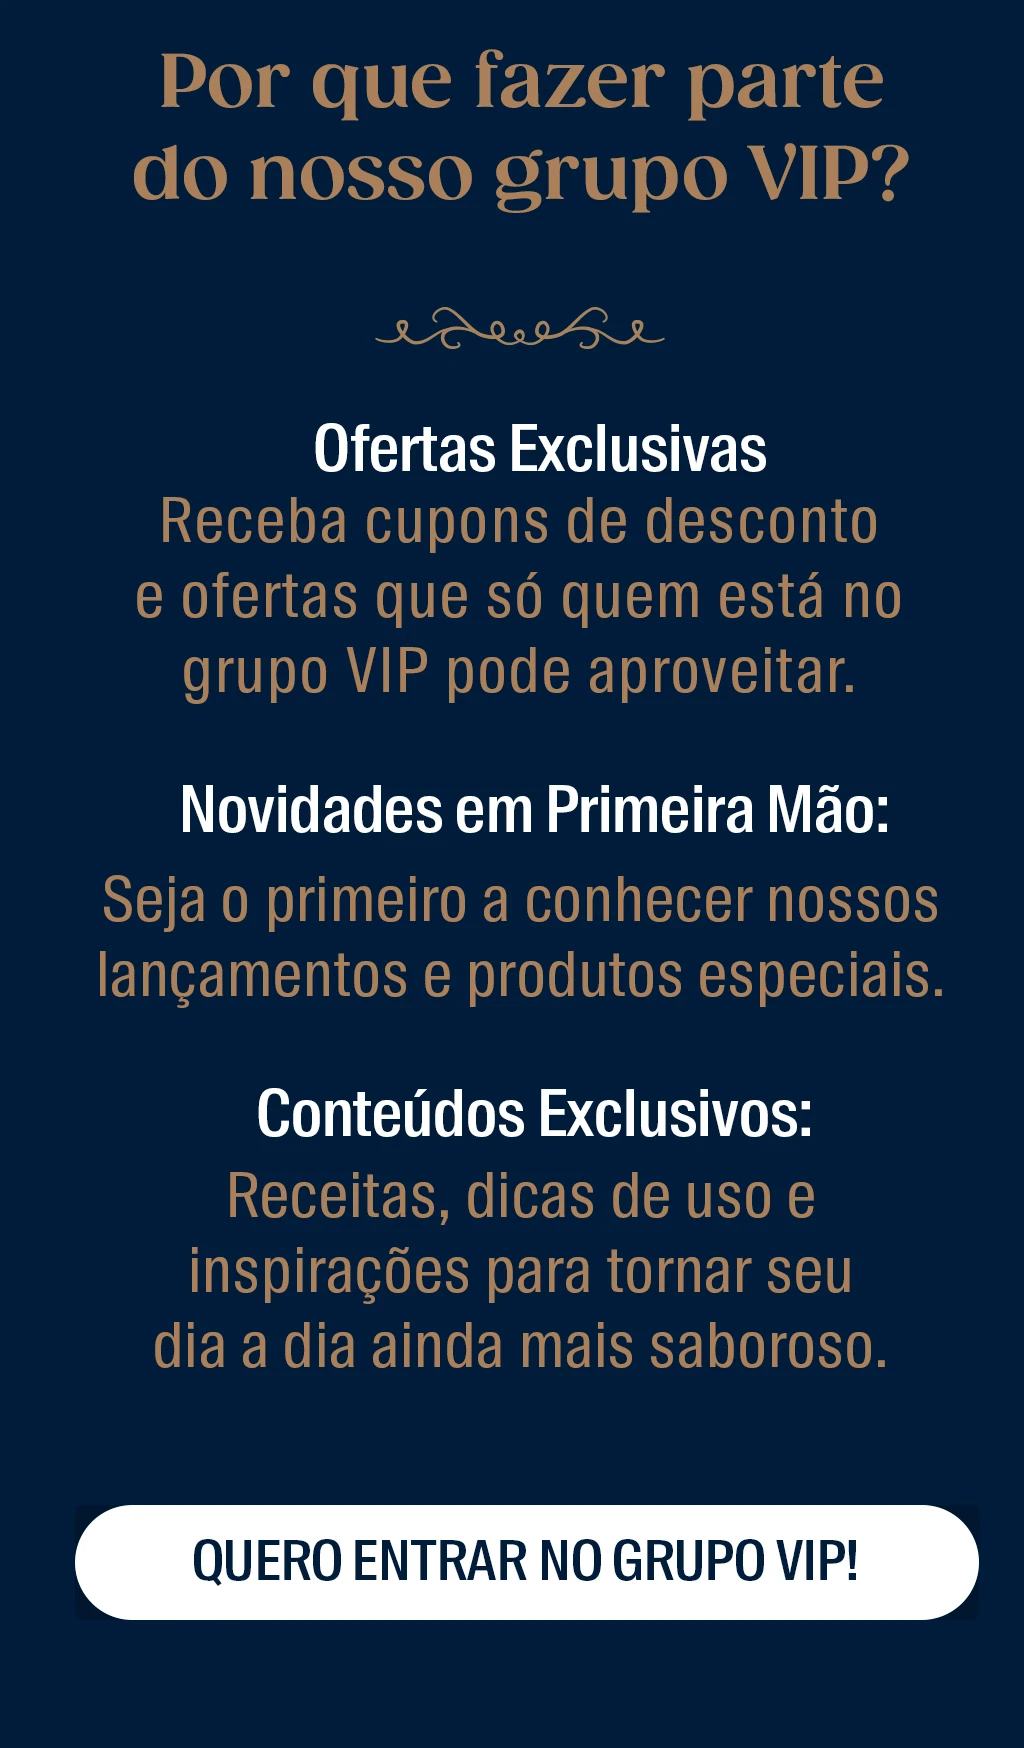 Por que fazer parte
do nosso grupo VIP?
Ofertas Exclusivas
Receba cupons de desconto
e ofertas que só quem está no
grupo VIP pode aproveitar.
Novidades em Primeira Mão:
Seja o primeiro a conhecer nossos
lançamentos e produtos especiais.
Conteúdos Exclusivos:
Receitas, dicas de uso e
inspirações para tornar seu
dia a dia ainda mais saboroso.
QUERO ENTRAR NO GRUPO VIP!